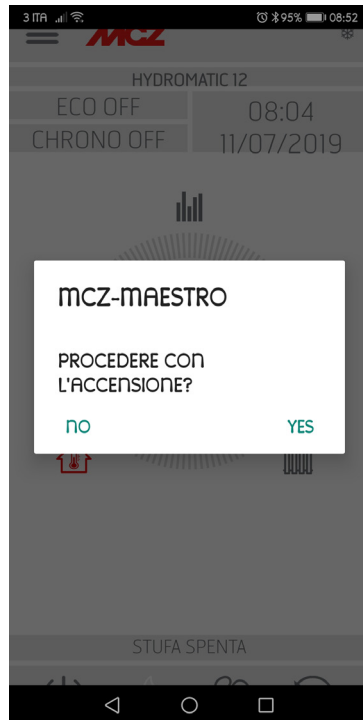 3 ITA 95% 08:52
MCZ
HYDROMATIC 12
ECO OFF
08:04
CHRONO OFF
11/07/2019
MCZ-MAESTRO
PROCEDERE CON
L'ACCENSIONE?
NO YES
STUFA SPENTA